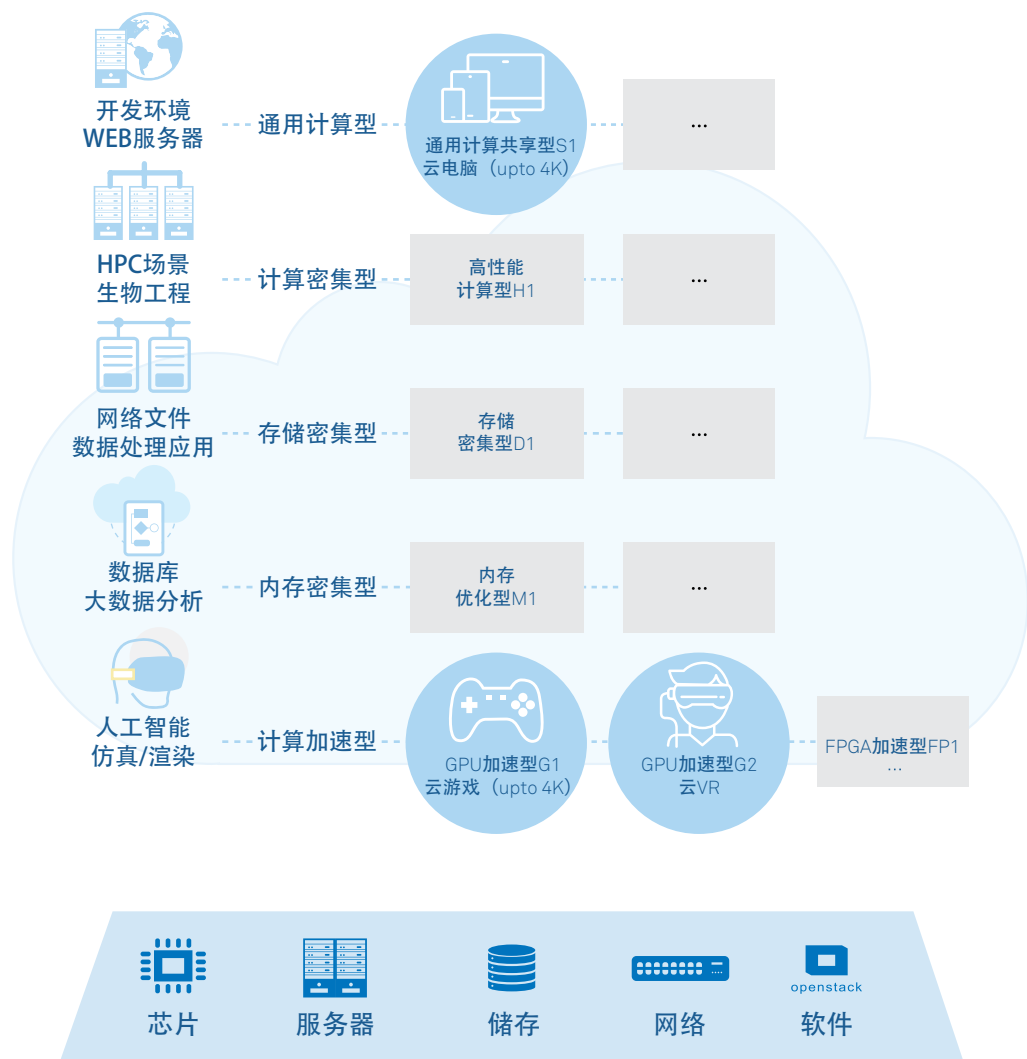 开发环境
WEB服务器
通用计算型
通用计算共享型S1
云电脑（upto 4K）
...
HPC场景
生物工程
计算密集型
高性能
计算型H1
...
网络文件
数据处理应用
存储密集型
存储
密集型D1
...
数据库
大数据分析
内存密集型
内存
优化型M1
...
人工智能
仿真/渲染
计算加速型
GPU加速型G1
云游戏（upto 4K）
GPU加速型G2
云VR
FPGA加速型FP1
...
openstack
芯片
服务器
储存
网络
软件